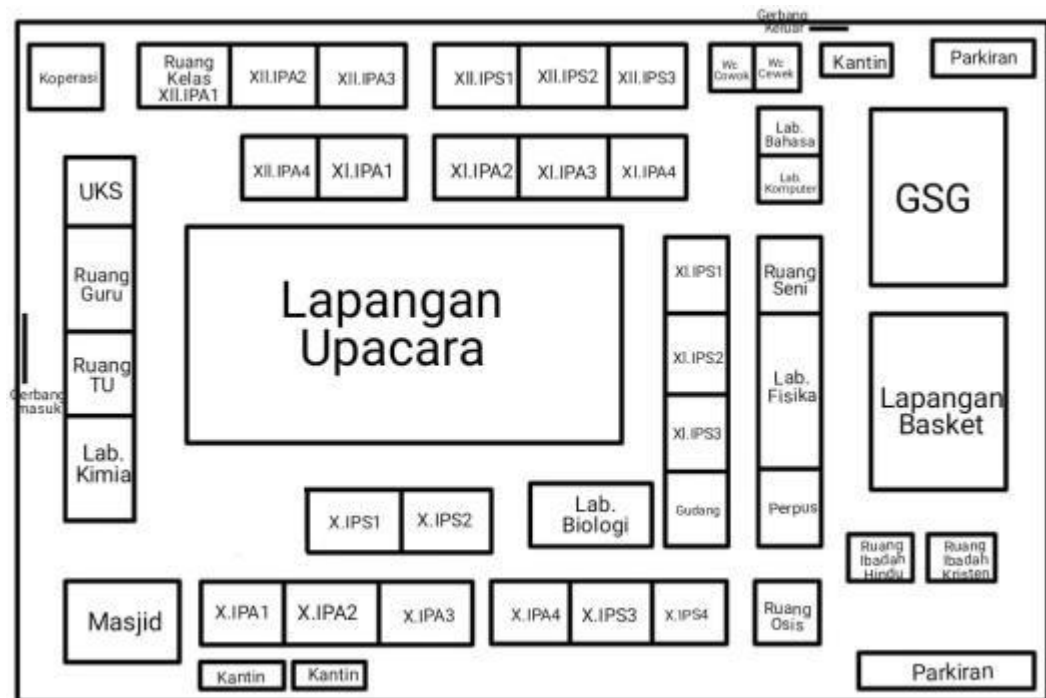 Gerbang
Keluar
Koperasi
Ruang
Kelas
XII.IPA1
XII.IPA2
XII.IPA3
XII.IPS1
XII.IPS2
XII.IPS3
Wc
Cowok
Wc
Cewek
Kantin
Parkiran
XII.IPA4
XI.IPA1
XI.IPA2
XI.IPA3
XI.IPA4
Lab.
Bahasa
Lab.
Komputer
GSG
UKS
Ruang
Guru
Ruang
TU
Lab.
Kimia
Gerbang
masuk
Lapangan
Upacara
XI.IPS1
XI.IPS2
XI.IPS3
Gudang
Ruang
Seni
Lab.
Fisika
Perpus
Lapangan
Basket
X.IPS1
X.IPS2
Lab.
Biologi
Ruang
Ibadah
Hindu
Ruang
Ibadah
Kristen
Masjid
X.IPA1
X.IPA2
X.IPA3
X.IPA4
X.IPS3
X.IPS4
Ruang
Osis
Kantin
Kantin
Parkiran